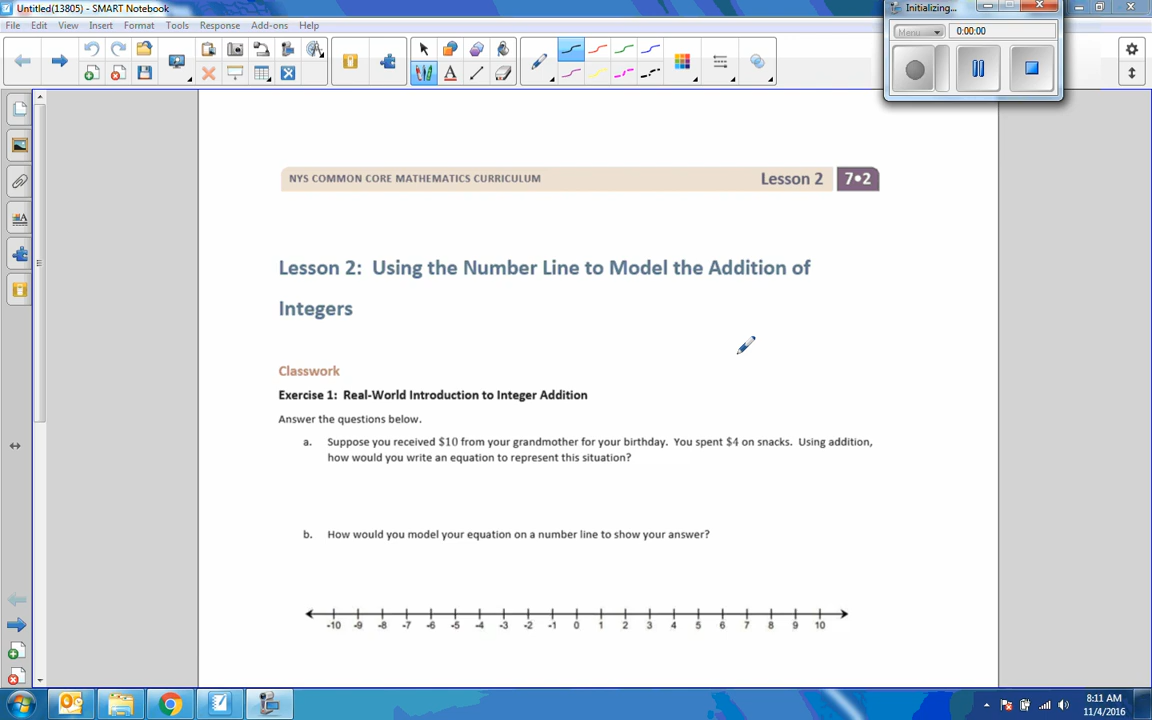 Untitled(13805) - SMART Notebook
Initializing...
File Edit View Insert Format Tools Response Add-ons Help
Menu 0:00:00
NYS COMMON CORE MATHEMATICS CURRICULUM Lesson 2 7•2
Lesson 2: Using the Number Line to Model the Addition of
Integers
Classwork
Exercise 1: Real-World Introduction to Integer Addition
Answer the questions below.
a. Suppose you received $10 from your grandmother for your birthday. You spent $4 on snacks. Using addition,
how would you write an equation to represent this situation?
b. How would you model your equation on a number line to show your answer?
-10 -9 -8 -7 -6 -5 -4 -3 -2 -1 0 1 2 3 4 5 6 7 8 9 10
8:11 AM
11/4/2016